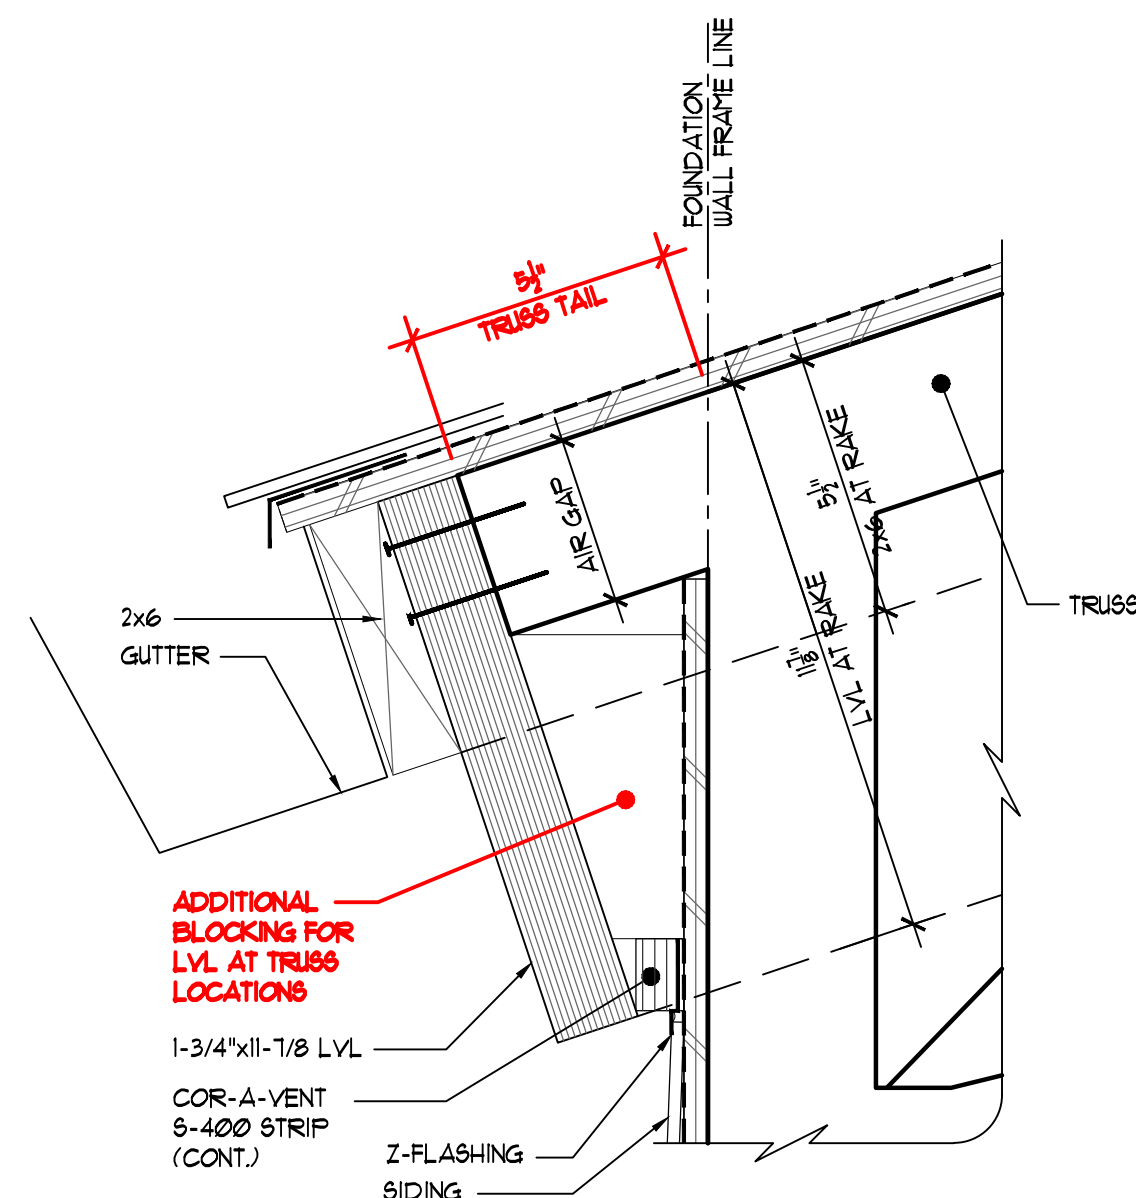 FOUNDATION
WALL FRAME LINE
5½"
TRUSS TAIL
AIR GAP
5½"
2x6 AT RAKE
11⅞"
LVL AT RAKE
TRUSS
2x6
GUTTER
ADDITIONAL
BLOCKING FOR
LVL AT TRUSS
LOCATIONS
1-3/4"x11-7/8 LVL
COR-A-VENT
S-400 STRIP
(CONT.)
Z-FLASHING
SIDING